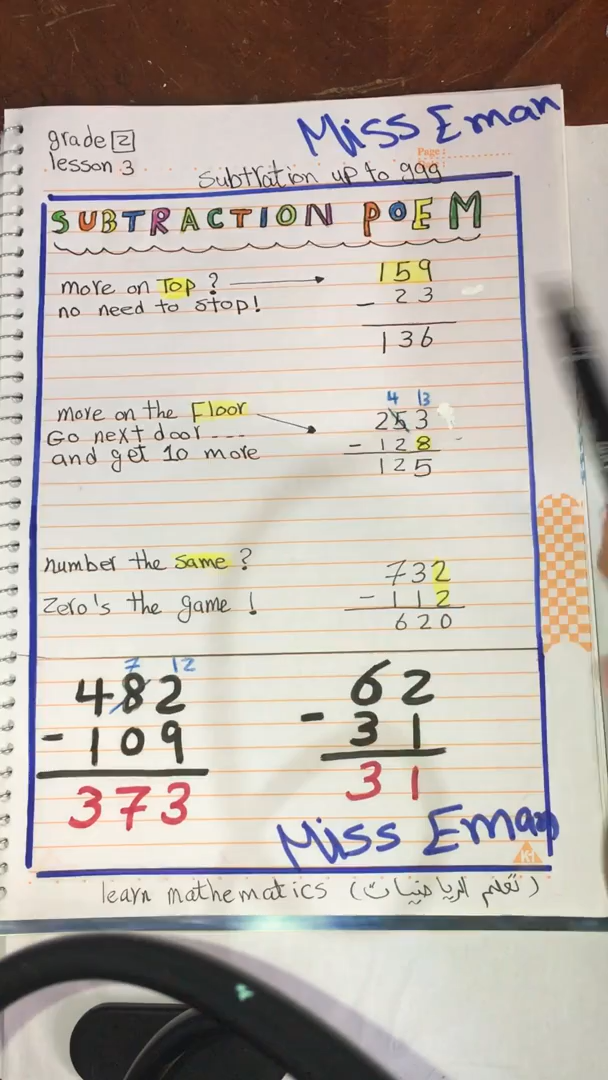 Miss Eman
grade 2
lesson 3
Page:
subtration up to 999
SUBTRACTION POEM
more on Top ?
no need to stop!
159
- 23
136
more on the Floor
Go next door ----
and get 10 more
4 13
253
- 128
125
number the same ?
Zero's the game !
732
- 112
620
7 12
482
- 109
373
62
- 31
31
Miss Eman
learn mathematics (تعلم الرياضيات)